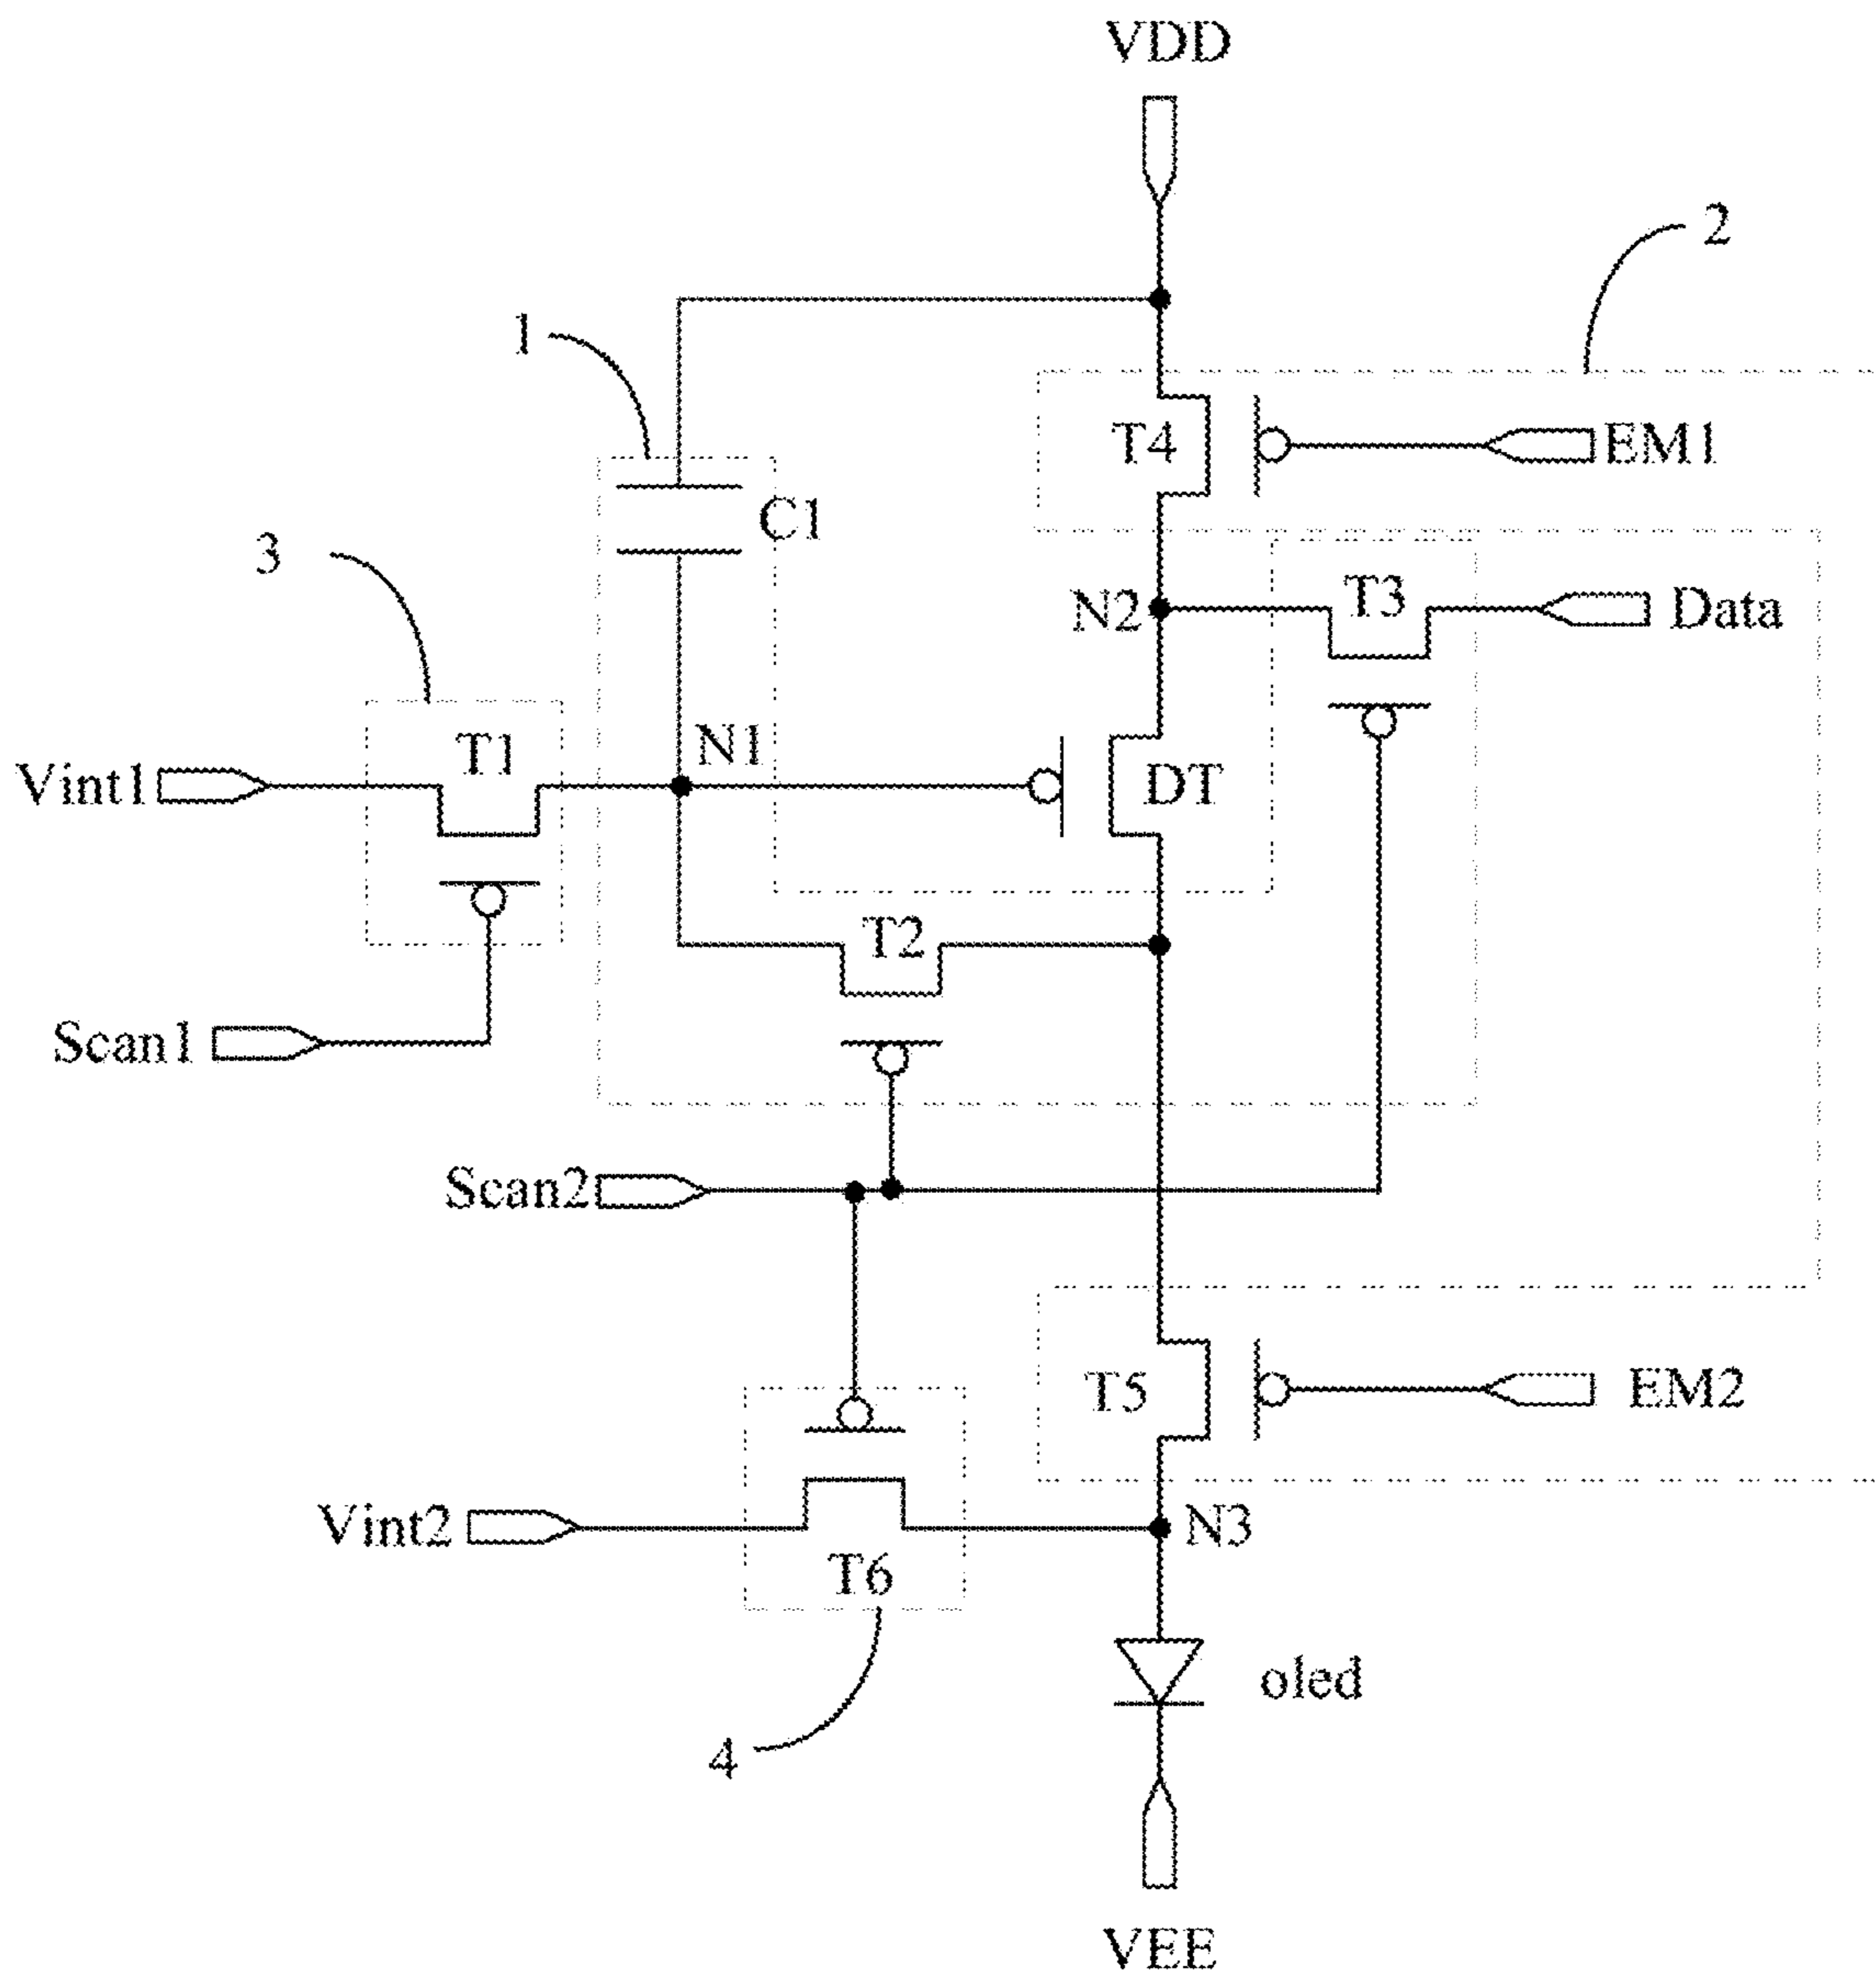 VDD
2
1
T4
EM1
C1
3
T3
N2
Data
N1
T1
Vint1
DT
T2
Scan1
Scan2
T5
EM2
Vint2
N3
T6
oled
4
VEE